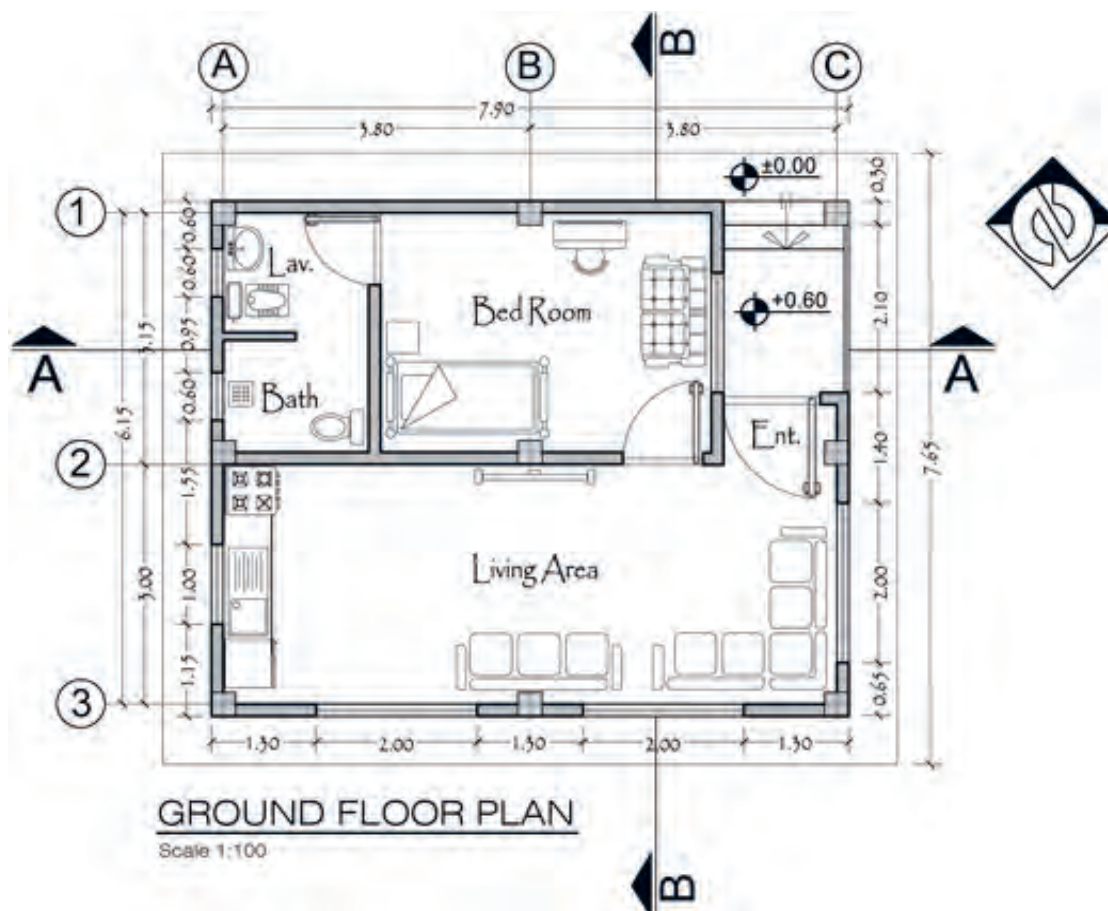 A
B
C
B
7.90
3.80
3.80
±0.00
0.30
1
0.60
Lav.
0.60
Bed Room
+0.60
2.10
A
3.15
0.95
A
6.15
0.60
Bath
Ent.
1.40
7.65
2
1.55
Living Area
3.00
1.00
2.00
1.15
0.65
3
1.30
2.00
1.30
2.00
1.30
GROUND FLOOR PLAN
Scale 1:100
B